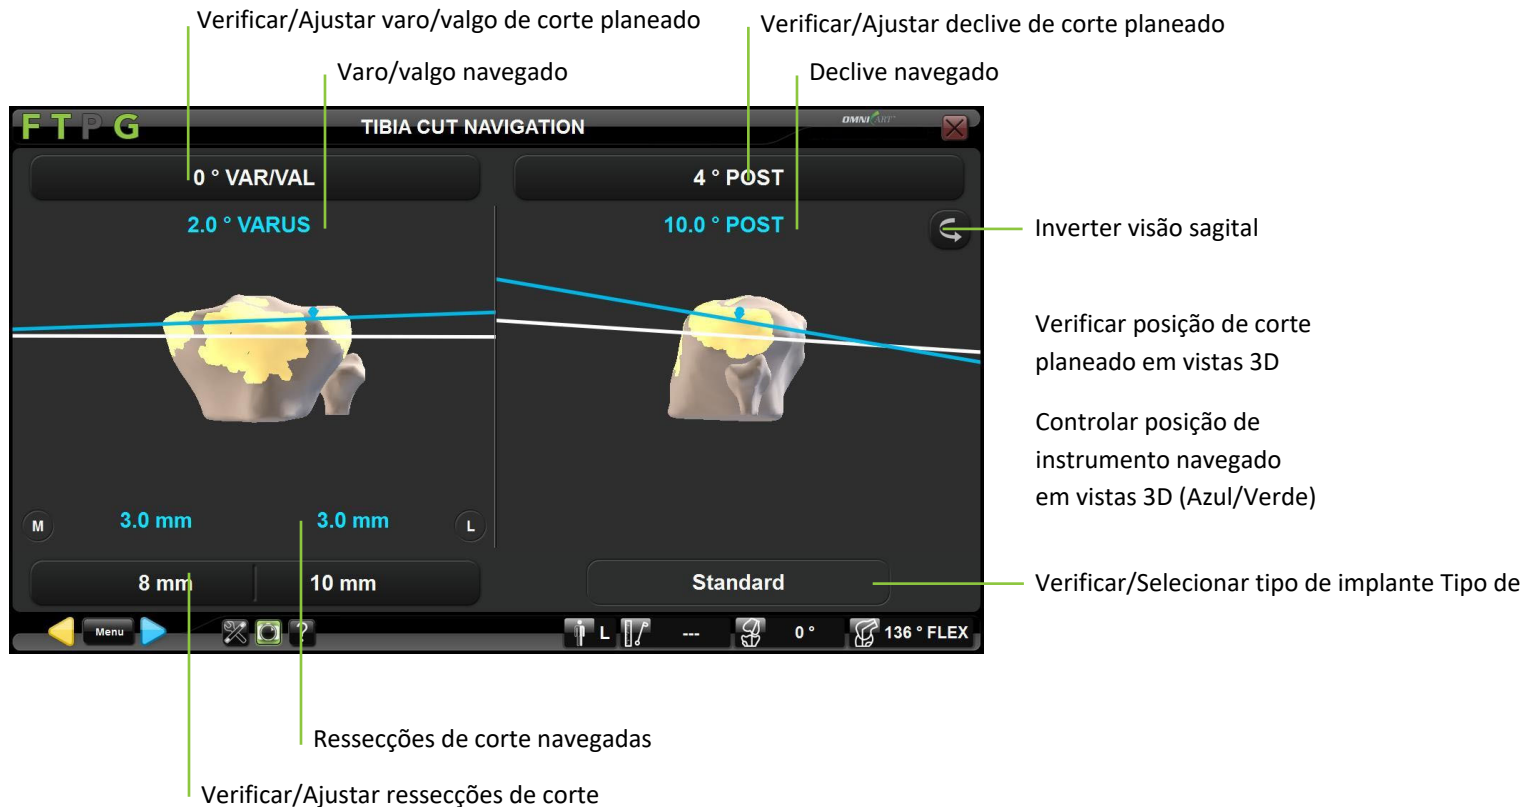 Verificar/Ajustar varo/valgo de corte planeado
Verificar/Ajustar declive de corte planeado
Varo/valgo navegado
Declive navegado
F T P G
TIBIA CUT NAVIGATION
OMNI
0 ° VAR/VAL
4 ° POST
2.0 ° VARUS
10.0 ° POST
Inverter visão sagital
Verificar posição de corte
planeado em vistas 3D
Controlar posição de
instrumento navegado
em vistas 3D (Azul/Verde)
M
3.0 mm
3.0 mm
L
8 mm
10 mm
Standard
Verificar/Selecionar tipo de implante Tipo de
Menu
?
L
---
0 °
136 ° FLEX
Ressecções de corte navegadas
Verificar/Ajustar ressecções de corte